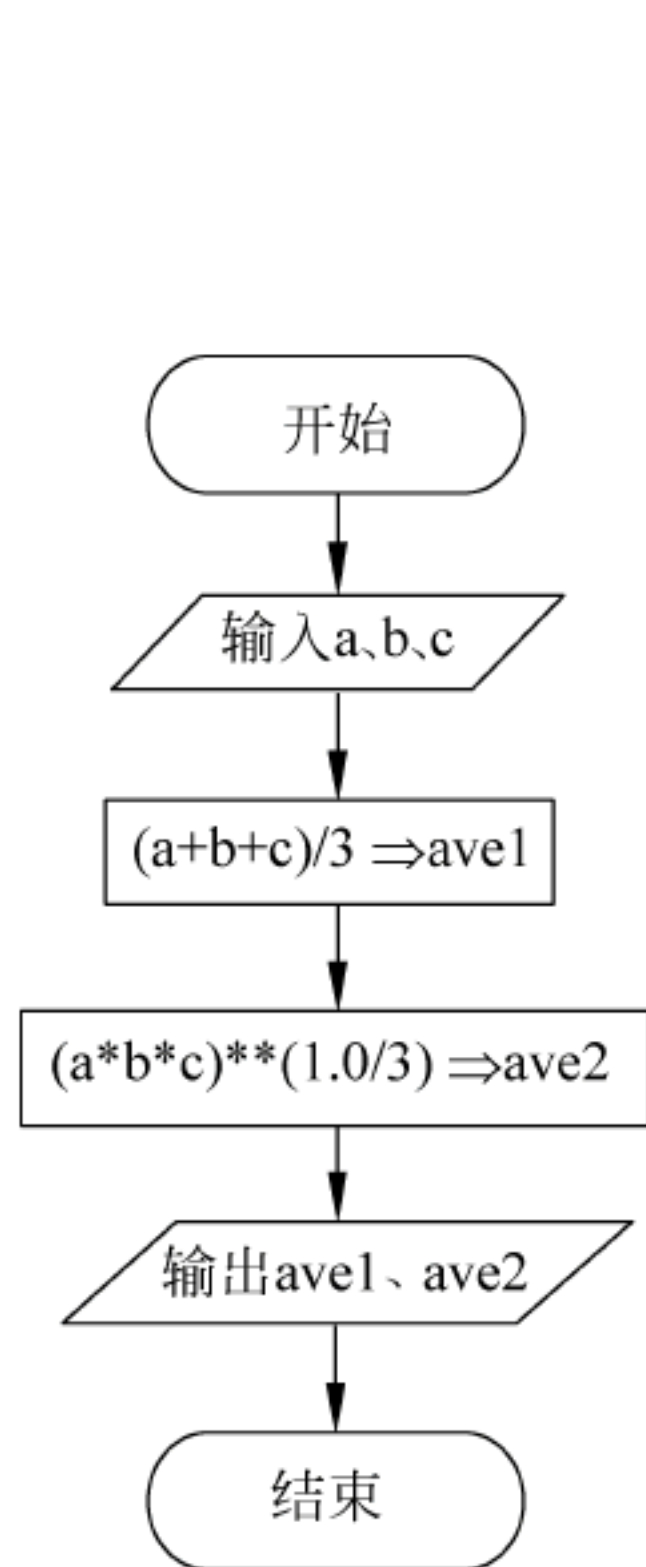 开始
输入a、b、c
(a+b+c)/3 ⇒ave1
(a*b*c)**(1.0/3) ⇒ave2
输出ave1、ave2
结束